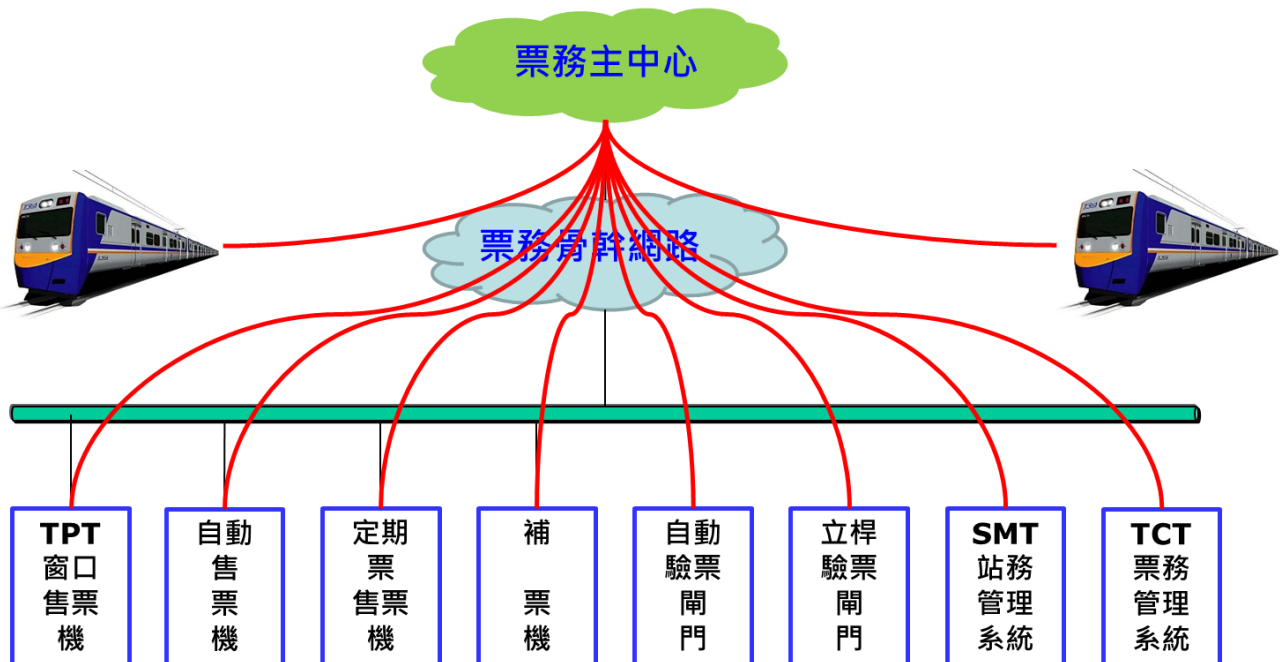 票務主中心
票務骨幹網路
TPT
窗口
售票
機
自動
售
票
機
定期
票
售票
機
補
票
機
自動
驗票
閘
門
立桿
驗票
閘
門
SMT
站務
管理
系統
TCT
票務
管理
系統